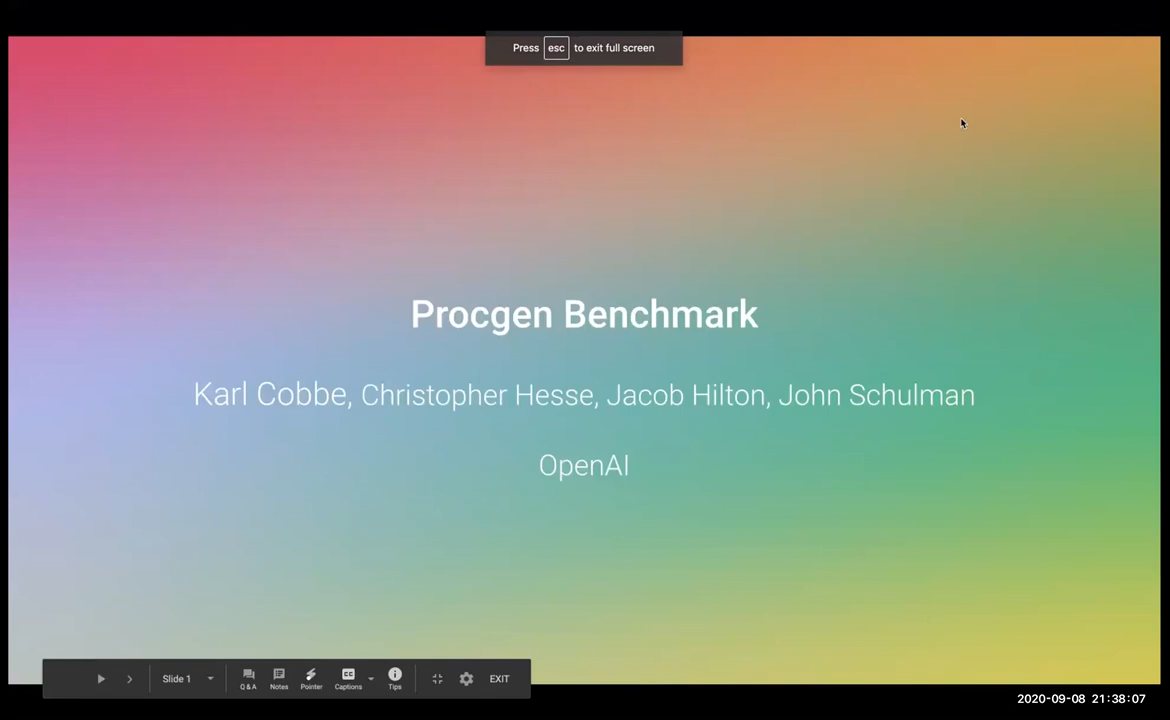 Press esc to exit full screen
Procgen Benchmark
Karl Cobbe, Christopher Hesse, Jacob Hilton, John Schulman
OpenAI
Slide 1
Q & A
Notes
Pointer
CC
Captions
Tips
EXIT
2020-09-08 21:38:07